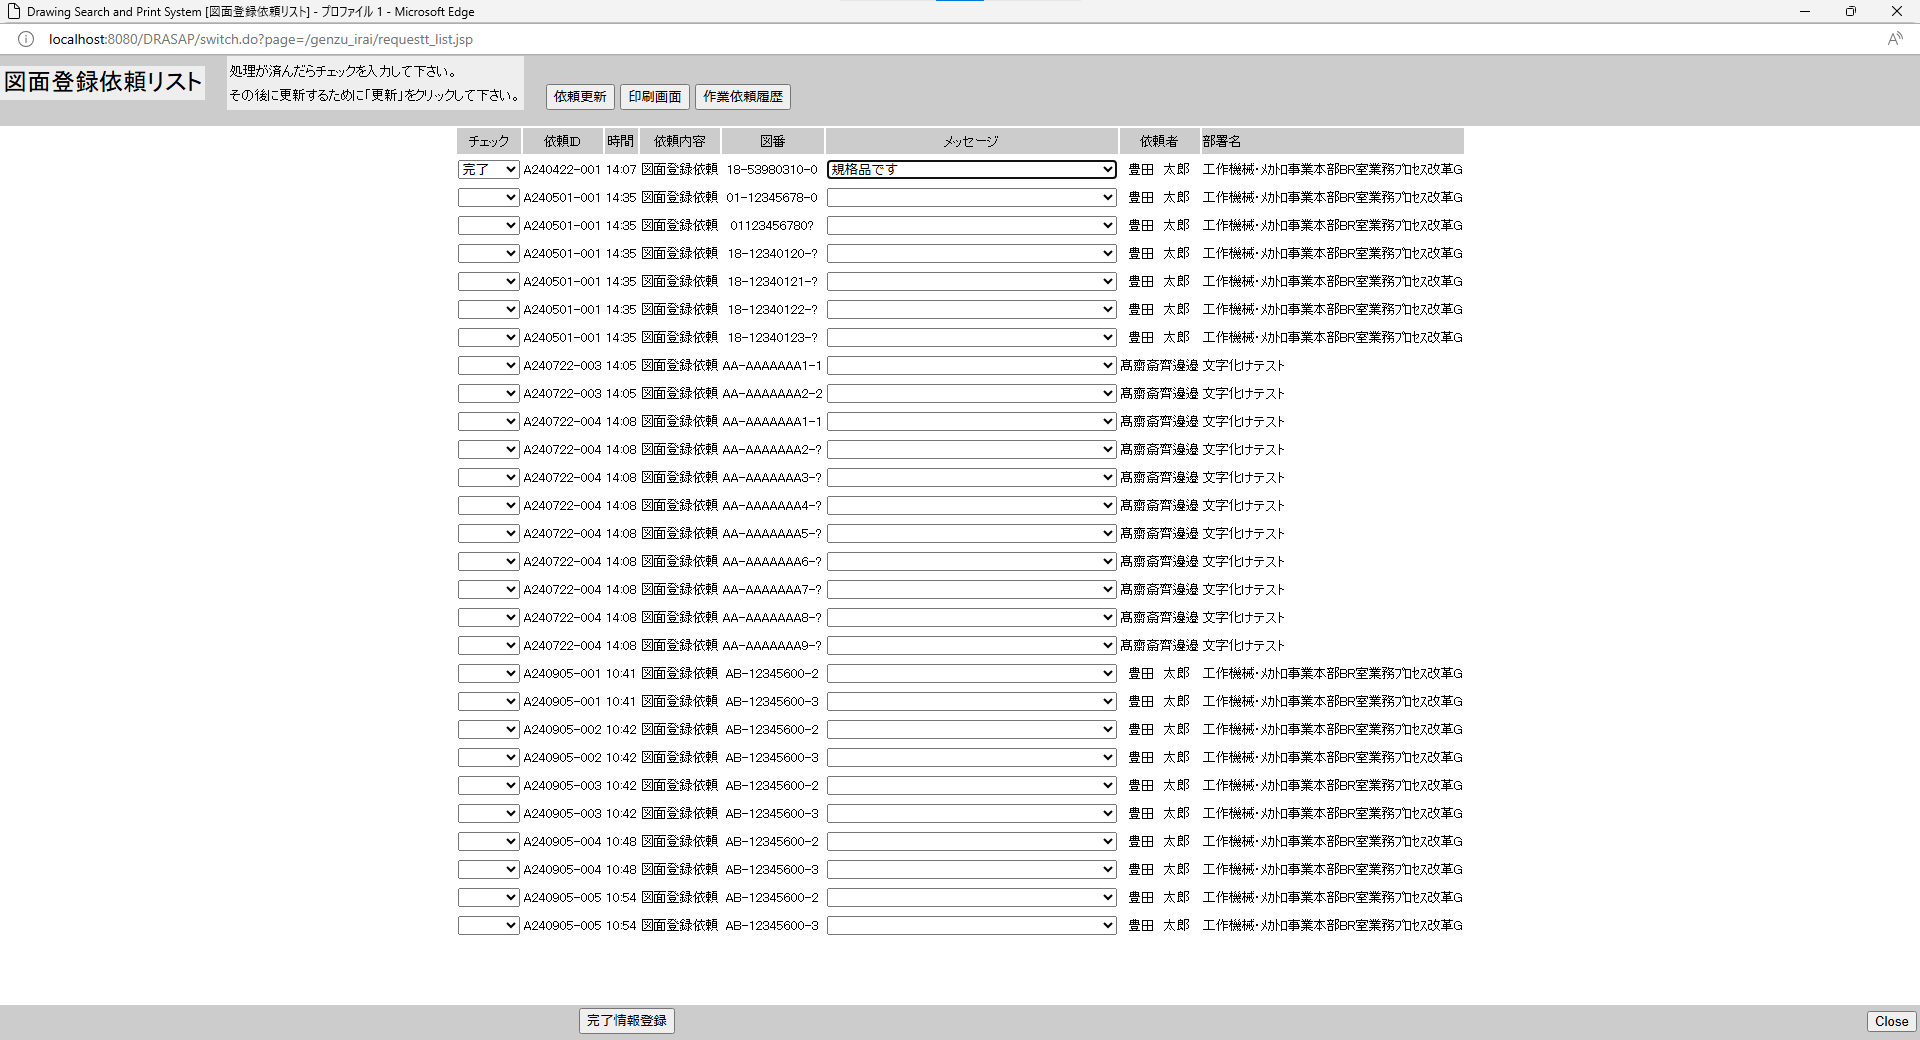 Drawing Search and Print System [図面登録依頼リスト] - プロファイル 1 - Microsoft Edge
localhost:8080/DRASAP/switch.do?page=/genzu_irai/requestt_list.jsp
図面登録依頼リスト
処理が済んだらチェックを入力して下さい。
その後に更新するために「更新」をクリックして下さい。
依頼更新 印刷画面 作業依頼履歴
チェック 依頼ID 時間 依頼内容 図番 メッセージ 依頼者 部署名
完了 A240422-001 14:07 図面登録依頼 18-53980310-0 規格品です 豊田 太郎 工作機械・メカトロ事業本部BR室業務プロセス改革G
A240501-001 14:35 図面登録依頼 01-12345678-0 豊田 太郎 工作機械・メカトロ事業本部BR室業務プロセス改革G
A240501-001 14:35 図面登録依頼 01123456780? 豊田 太郎 工作機械・メカトロ事業本部BR室業務プロセス改革G
A240501-001 14:35 図面登録依頼 18-12340120-? 豊田 太郎 工作機械・メカトロ事業本部BR室業務プロセス改革G
A240501-001 14:35 図面登録依頼 18-12340121-? 豊田 太郎 工作機械・メカトロ事業本部BR室業務プロセス改革G
A240501-001 14:35 図面登録依頼 18-12340122-? 豊田 太郎 工作機械・メカトロ事業本部BR室業務プロセス改革G
A240501-001 14:35 図面登録依頼 18-12340123-? 豊田 太郎 工作機械・メカトロ事業本部BR室業務プロセス改革G
A240722-003 14:05 図面登録依頼 AA-AAAAAAA1-1 髙齋斎齊邉邊 文字化けテスト
A240722-003 14:05 図面登録依頼 AA-AAAAAAA2-2 髙齋斎齊邉邊 文字化けテスト
A240722-004 14:08 図面登録依頼 AA-AAAAAAA1-1 髙齋斎齊邉邊 文字化けテスト
A240722-004 14:08 図面登録依頼 AA-AAAAAAA2-? 髙齋斎齊邉邊 文字化けテスト
A240722-004 14:08 図面登録依頼 AA-AAAAAAA3-? 髙齋斎齊邉邊 文字化けテスト
A240722-004 14:08 図面登録依頼 AA-AAAAAAA4-? 髙齋斎齊邉邊 文字化けテスト
A240722-004 14:08 図面登録依頼 AA-AAAAAAA5-? 髙齋斎齊邉邊 文字化けテスト
A240722-004 14:08 図面登録依頼 AA-AAAAAAA6-? 髙齋斎齊邉邊 文字化けテスト
A240722-004 14:08 図面登録依頼 AA-AAAAAAA7-? 髙齋斎齊邉邊 文字化けテスト
A240722-004 14:08 図面登録依頼 AA-AAAAAAA8-? 髙齋斎齊邉邊 文字化けテスト
A240722-004 14:08 図面登録依頼 AA-AAAAAAA9-? 髙齋斎齊邉邊 文字化けテスト
A240905-001 10:41 図面登録依頼 AB-12345600-2 豊田 太郎 工作機械・メカトロ事業本部BR室業務プロセス改革G
A240905-001 10:41 図面登録依頼 AB-12345600-3 豊田 太郎 工作機械・メカトロ事業本部BR室業務プロセス改革G
A240905-002 10:42 図面登録依頼 AB-12345600-2 豊田 太郎 工作機械・メカトロ事業本部BR室業務プロセス改革G
A240905-002 10:42 図面登録依頼 AB-12345600-3 豊田 太郎 工作機械・メカトロ事業本部BR室業務プロセス改革G
A240905-003 10:42 図面登録依頼 AB-12345600-2 豊田 太郎 工作機械・メカトロ事業本部BR室業務プロセス改革G
A240905-003 10:42 図面登録依頼 AB-12345600-3 豊田 太郎 工作機械・メカトロ事業本部BR室業務プロセス改革G
A240905-004 10:48 図面登録依頼 AB-12345600-2 豊田 太郎 工作機械・メカトロ事業本部BR室業務プロセス改革G
A240905-004 10:48 図面登録依頼 AB-12345600-3 豊田 太郎 工作機械・メカトロ事業本部BR室業務プロセス改革G
A240905-005 10:54 図面登録依頼 AB-12345600-2 豊田 太郎 工作機械・メカトロ事業本部BR室業務プロセス改革G
A240905-005 10:54 図面登録依頼 AB-12345600-3 豊田 太郎 工作機械・メカトロ事業本部BR室業務プロセス改革G
完了情報登録 Close